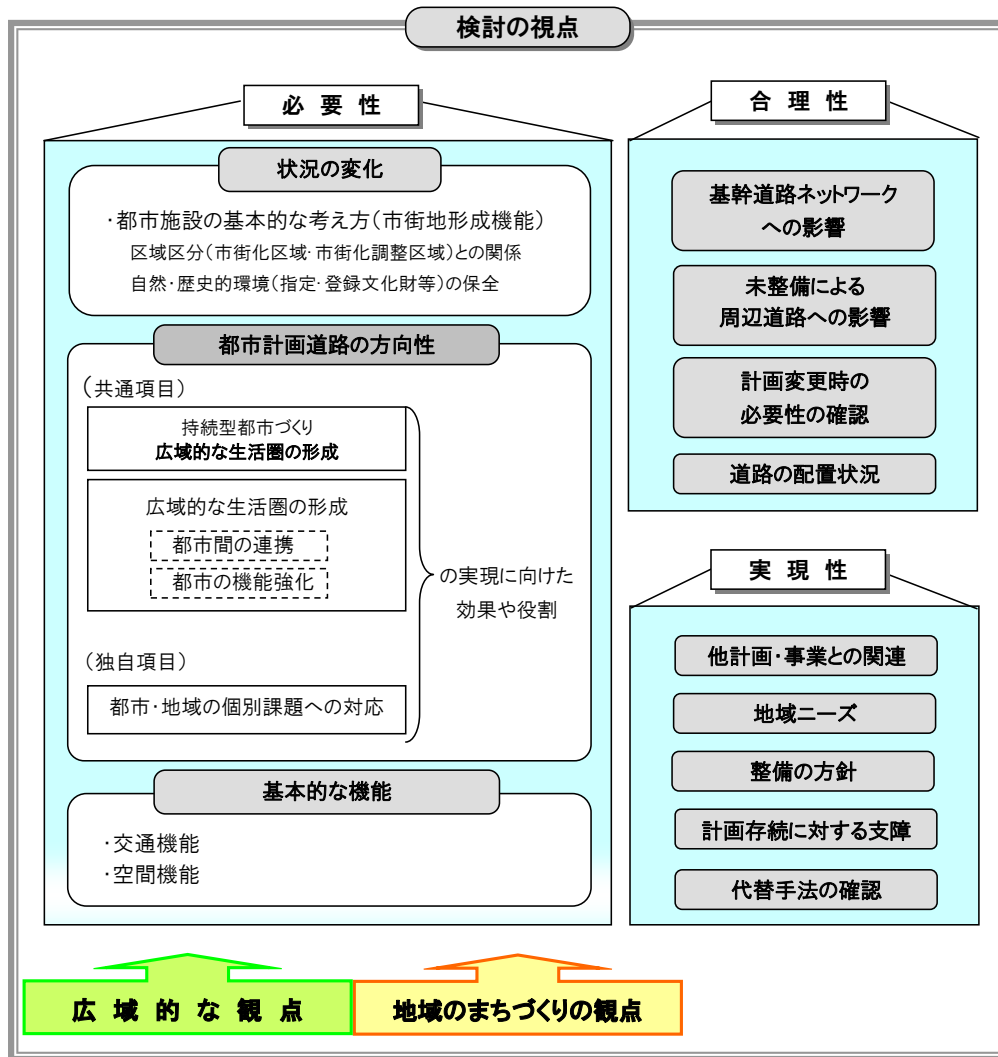 検討の視点
必要性
状況の変化
・都市施設の基本的な考え方（市街地形成機能）
区域区分（市街化区域・市街化調整区域）との関係
自然・歴史的環境（指定・登録文化財等）の保全
都市計画道路の方向性
（共通項目）
持続型都市づくり
広域的な生活圏の形成
広域的な生活圏の形成
都市間の連携
都市の機能強化
の実現に向けた
効果や役割
（独自項目）
都市・地域の個別課題への対応
基本的な機能
・交通機能
・空間機能
合理性
基幹道路ネットワーク
への影響
未整備による
周辺道路への影響
計画変更時の
必要性の確認
道路の配置状況
実現性
他計画・事業との関連
地域ニーズ
整備の方針
計画存続に対する支障
代替手法の確認
広域的な観点
地域のまちづくりの観点